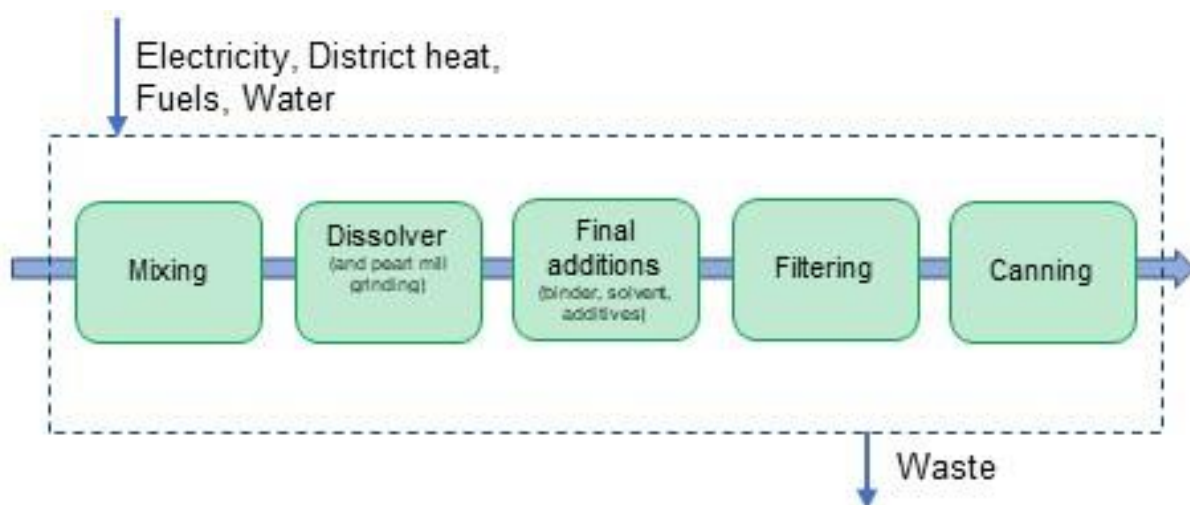 Electricity, District heat,
Fuels, Water
Mixing
Dissolver
(and pearl mill
grinding)
Final
additions
(binder, solvent,
additives)
Filtering
Canning
Waste